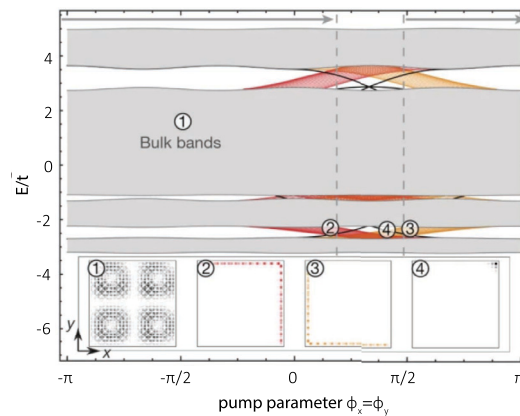 4
2
0
-2
-4
-6
E/t̄
①
Bulk bands
② ④ ③
① ② ③ ④
y
x
-π -π/2 0 π/2 π
pump parameter ϕx=ϕy